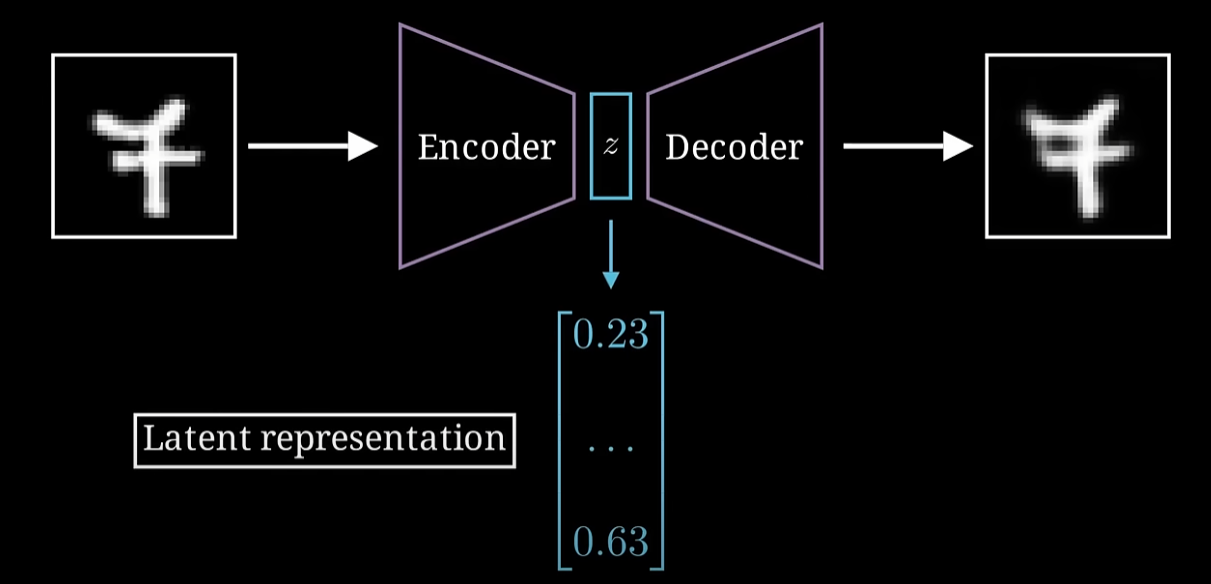 Encoder
z
Decoder
0.23
...
0.63
Latent representation